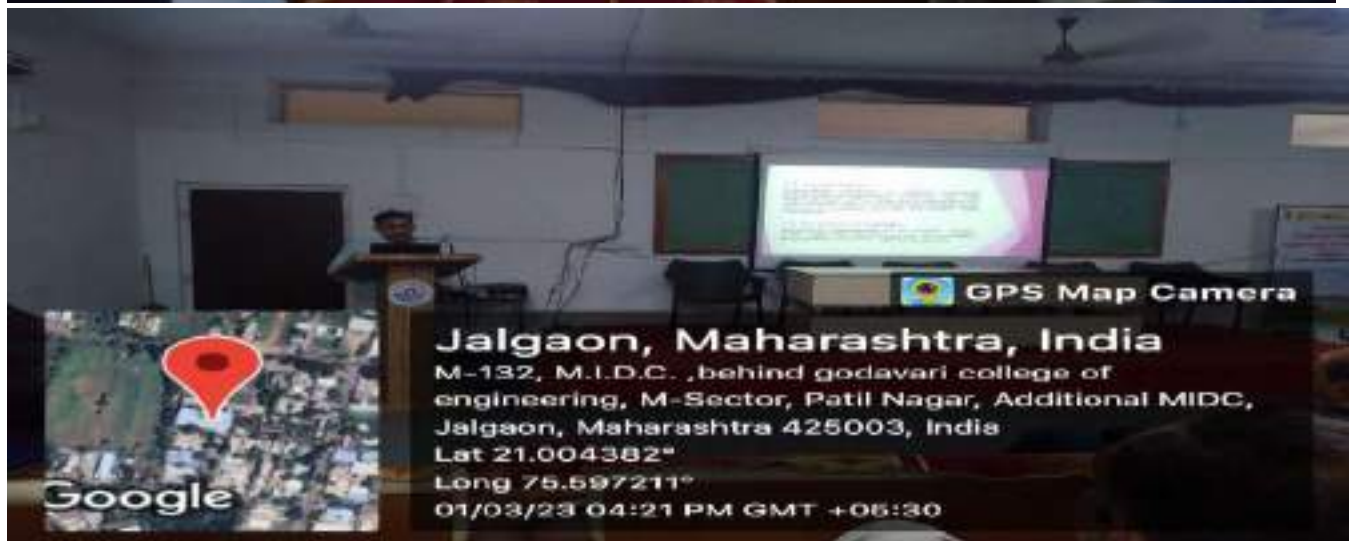 GPS Map Camera
Jalgaon, Maharashtra, India
M-132, M.I.D.C. ,behind godavari college of
engineering, M-Sector, Patil Nagar, Additional MIDC,
Jalgaon, Maharashtra 425003, India
Lat 21.004382°
Long 75.597211°
01/03/23 04:21 PM GMT +05:30
Google